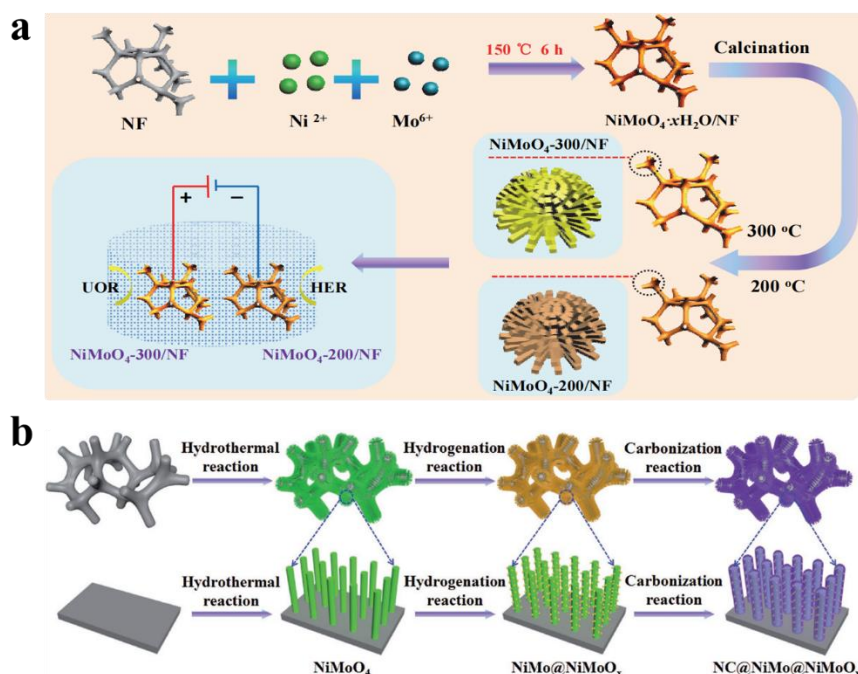 a
150 ℃ 6 h
Calcination
NF
Ni ²⁺
Mo⁶⁺
NiMoO₄·xH₂O/NF
NiMoO₄-300/NF
+
−
300 °C
UOR
HER
200 °C
NiMoO₄-300/NF
NiMoO₄-200/NF
NiMoO₄-200/NF
b
Hydrothermal
reaction
Hydrogenation
reaction
Carbonization
reaction
Hydrothermal
reaction
Hydrogenation
reaction
Carbonization
reaction
NiMoO₄
NiMo@NiMoOₓ
NC@NiMo@NiMoOₓ